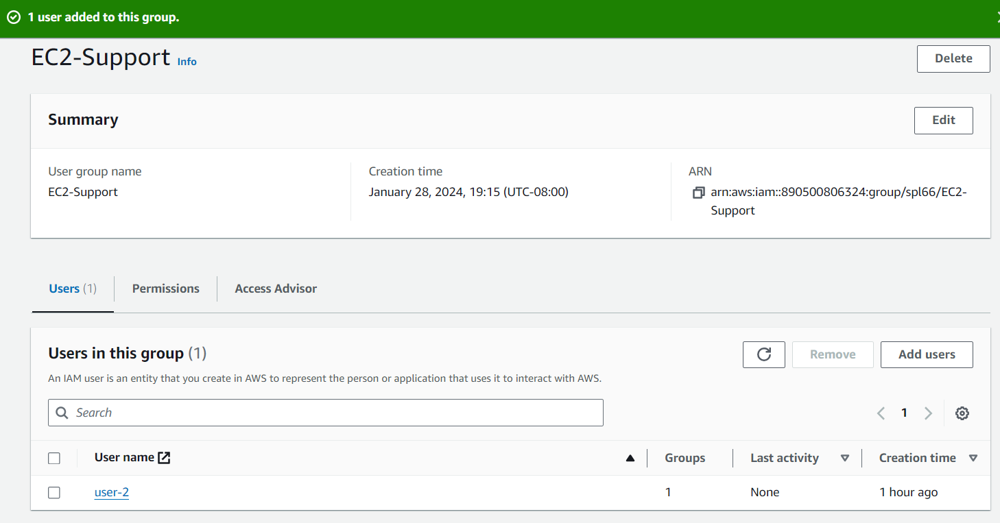 1 user added to this group.
EC2-Support Info
Delete
Summary
Edit
User group name
EC2-Support
Creation time
January 28, 2024, 19:15 (UTC-08:00)
ARN
arn:aws:iam::890500806324:group/spl66/EC2-
Support
Users (1)
Permissions
Access Advisor
Users in this group (1)
Remove
Add users
An IAM user is an entity that you create in AWS to represent the person or application that uses it to interact with AWS.
Search
1
User name
Groups
Last activity
Creation time
user-2
1
None
1 hour ago